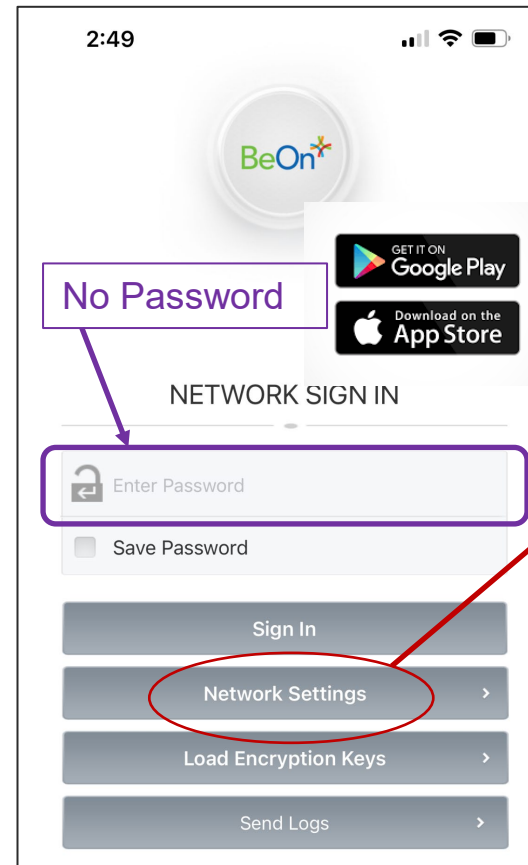 2:49
BeOn
GET IT ON
Google Play
No Password
Download on the
App Store
NETWORK SIGN IN
Enter Password
Save Password
Sign In
Network Settings
Load Encryption Keys
Send Logs